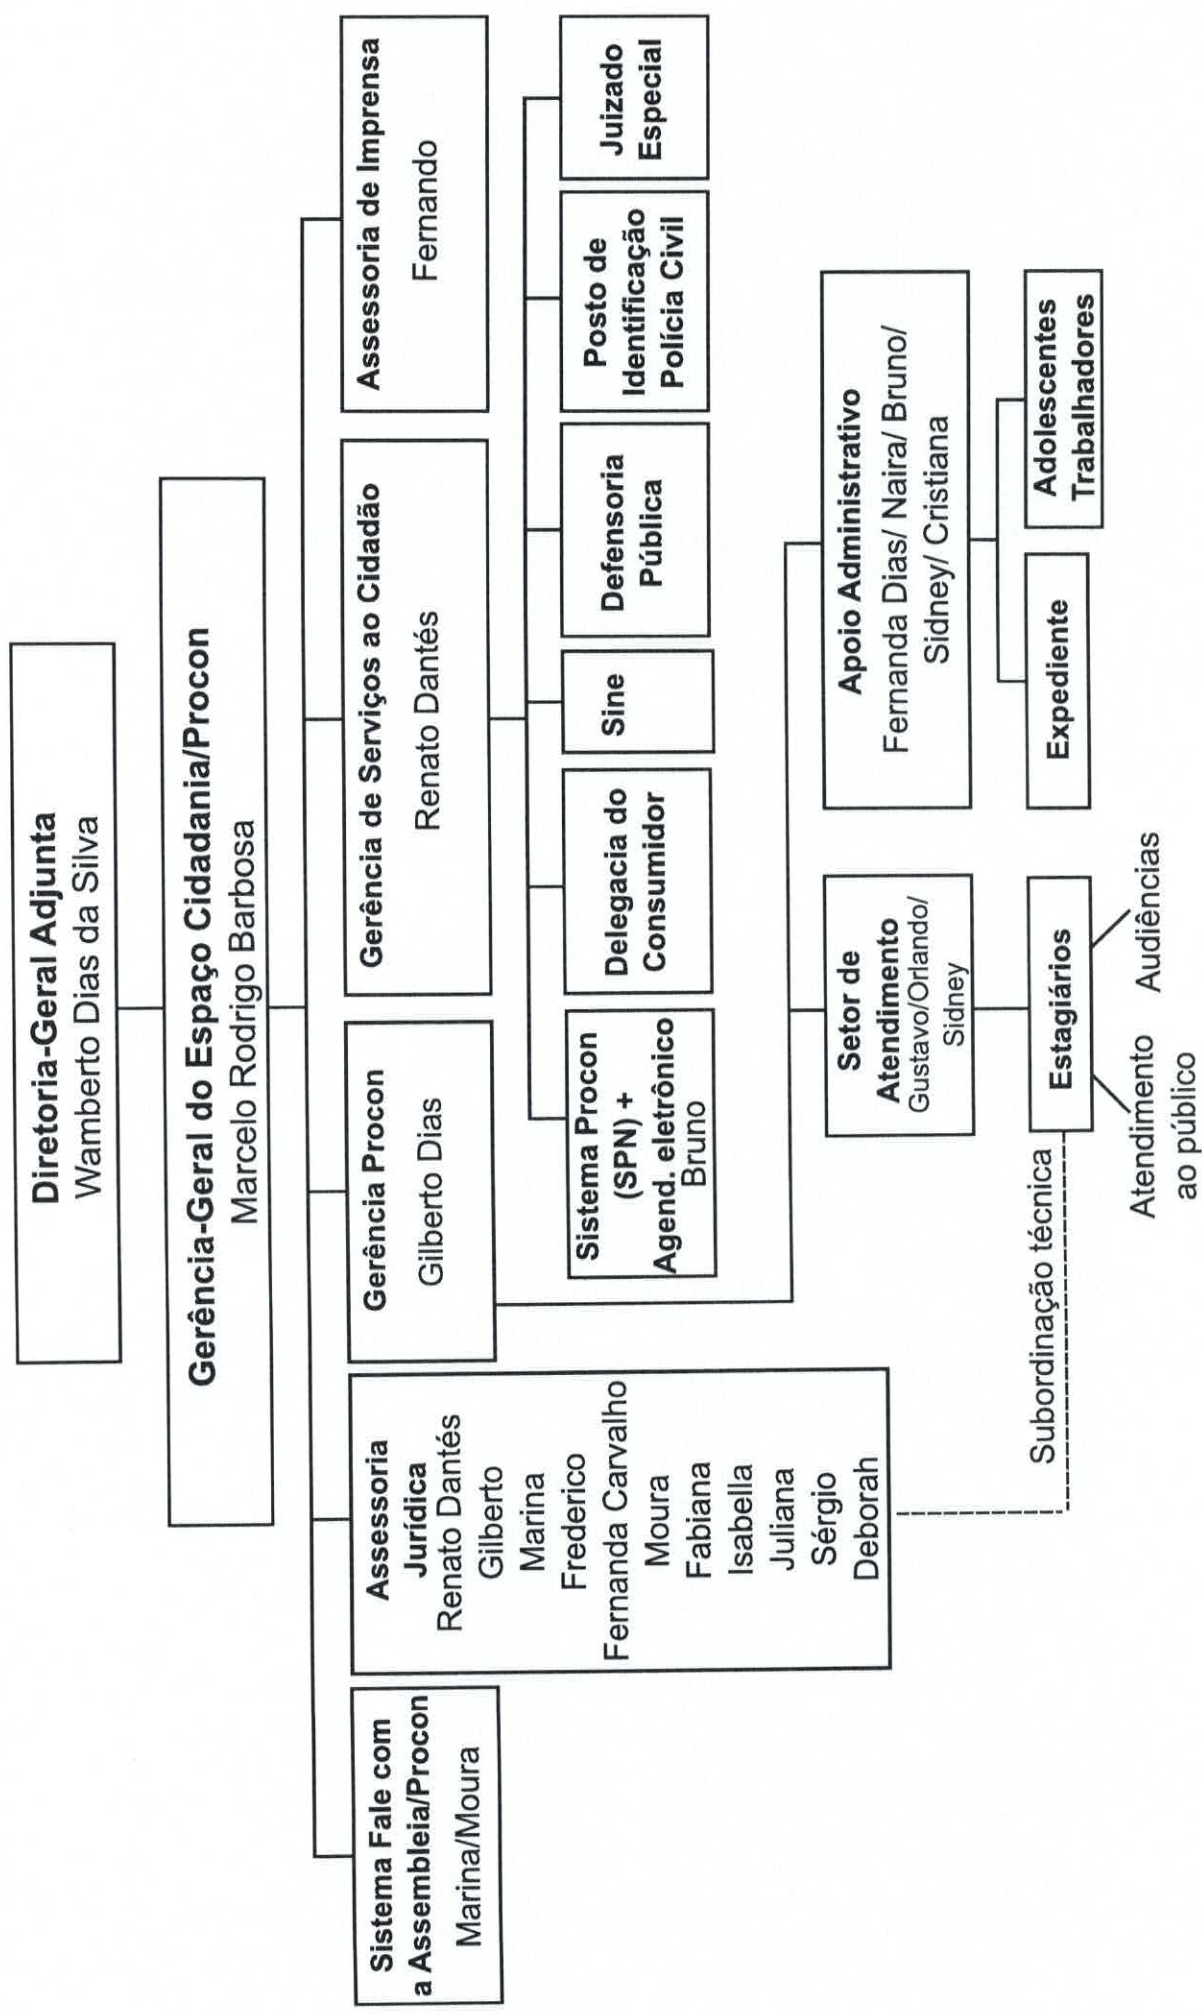 Diretoria-Geral Adjunta
Wamberto Dias da Silva
Gerência-Geral do Espaço Cidadania/Procon
Marcelo Rodrigo Barbosa
Sistema Fale com
a Assembleia/Procon
Marina/Moura
Assessoria
Jurídica
Renato Dantés
Gilberto
Marina
Frederico
Fernanda Carvalho
Moura
Fabiana
Isabella
Juliana
Sérgio
Deborah
Gerência Procon
Gilberto Dias
Gerência de Serviços ao Cidadão
Renato Dantés
Assessoria de Imprensa
Fernando
Sistema Procon
(SPN) +
Agend. eletrônico
Bruno
Delegacia do
Consumidor
Sine
Defensoria
Pública
Posto de
Identificação
Polícia Civil
Juizado
Especial
Setor de
Atendimento
Gustavo/Orlando/
Sidney
Apoio Administrativo
Fernanda Dias/ Naira/ Bruno/
Sidney/ Cristiana
Subordinação técnica
Estagiários
Expediente
Adolescentes
Trabalhadores
Atendimento
ao público
Audiências